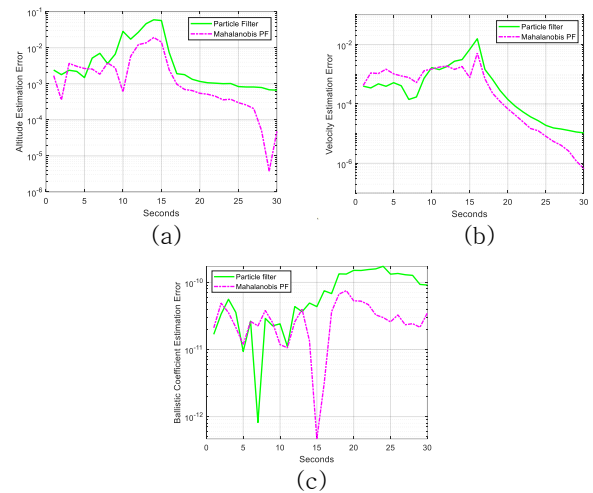 10^-1
10^-2
10^-3
10^-4
10^-5
10^-6
Altitude Estimation Error
Particle Filter
Mahalanobis PF
0 5 10 15 20 25 30
Seconds
(a)
10^-2
10^-4
10^-6
Velocity Estimation Error
Particle filter
Mahalanobis PF
0 5 10 15 20 25 30
Seconds
(b)
10^-10
10^-11
10^-12
Ballistic Coefficient Estimation Error
Particle filter
Mahalanobis PF
0 5 10 15 20 25 30
Seconds
(c)